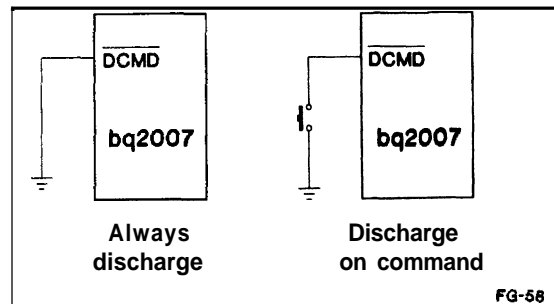 DCMD
bq2007
Always
discharge
DCMD
bq2007
Discharge
on command
FG-58